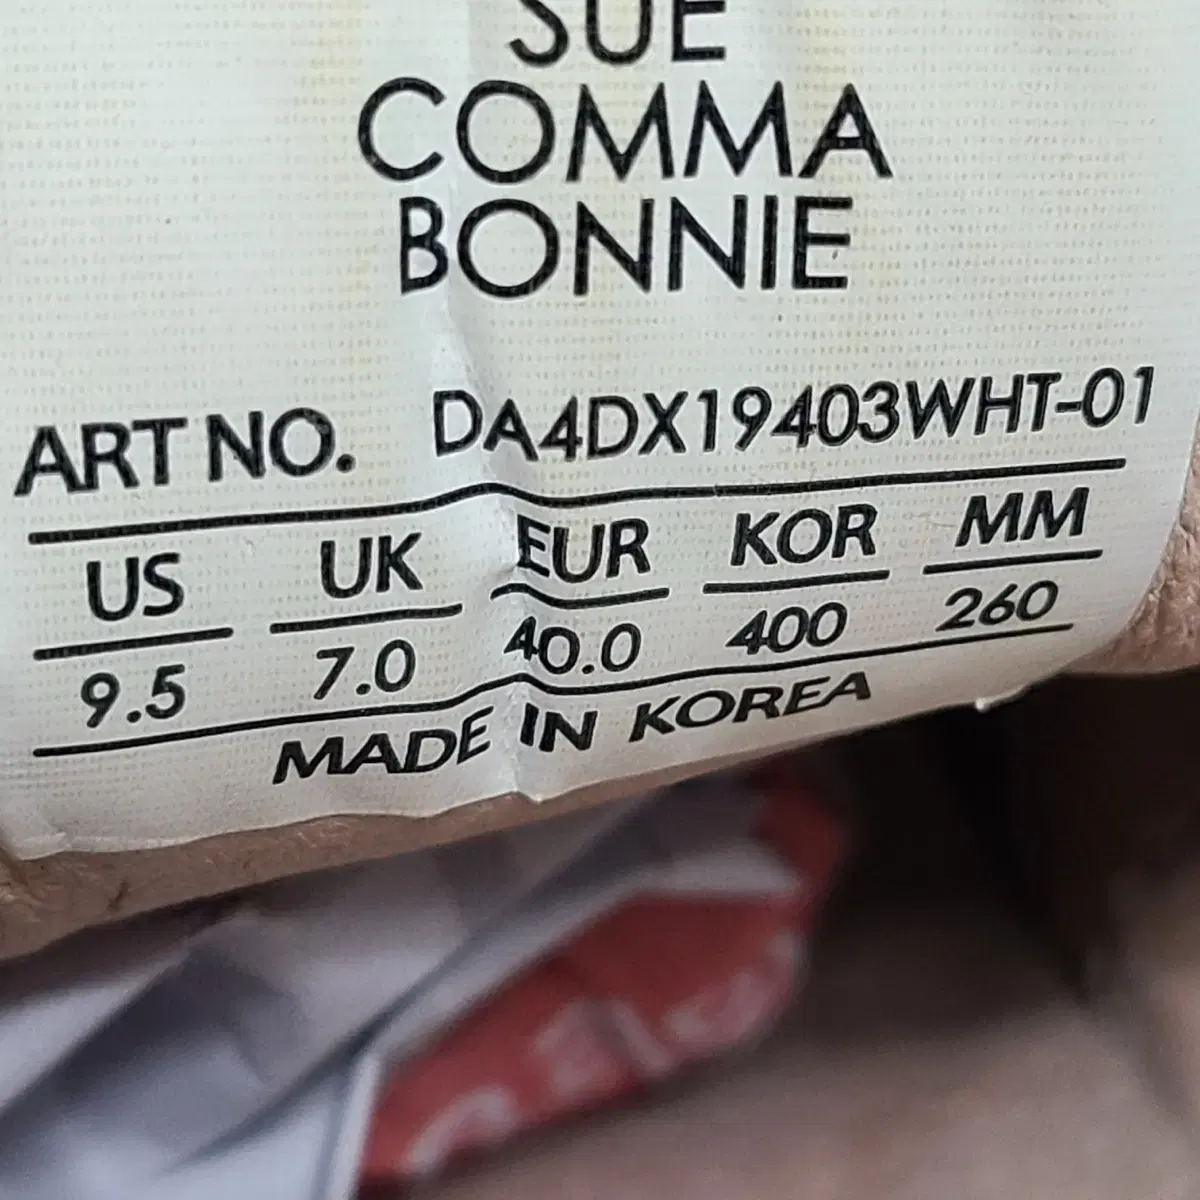 SUE
COMMA
BONNIE
ART NO. DA4DX19403WHT-01
US UK EUR KOR MM
9.5 7.0 40.0 400 260
MADE IN KOREA